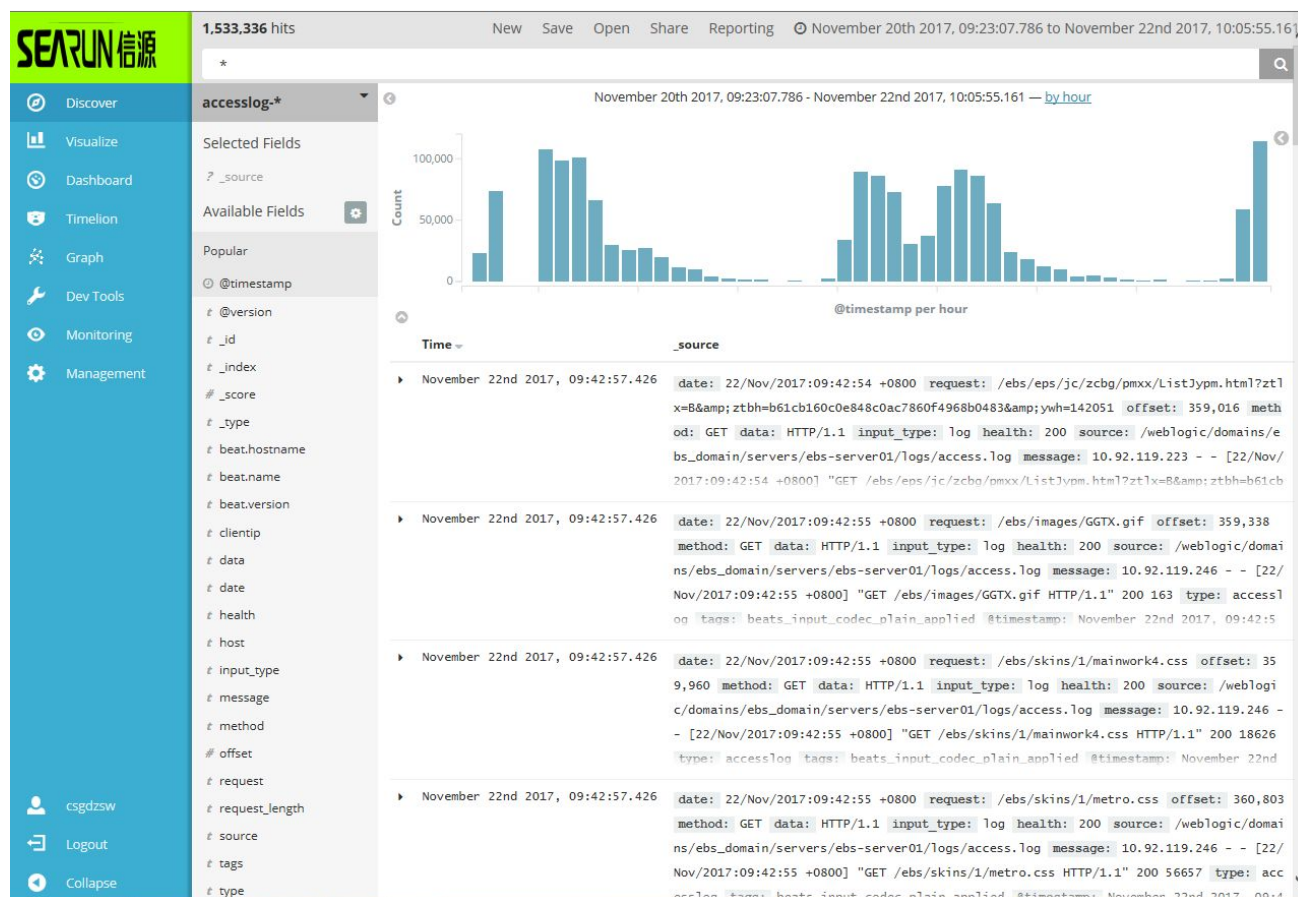 SEARUN信源
1,533,336 hits
New Save Open Share Reporting November 20th 2017, 09:23:07.786 to November 22nd 2017, 10:05:55.161
*
Discover
Visualize
Dashboard
Timelion
Graph
Dev Tools
Monitoring
Management
csgdzsw
Logout
Collapse
accesslog-*
Selected Fields
? _source
Available Fields
Popular
@timestamp
t @version
t _id
t _index
# _score
t _type
t beat.hostname
t beat.name
t beat.version
t clientip
t data
t date
t health
t host
t input_type
t message
t method
# offset
t request
t request_length
t source
t tags
t type
November 20th 2017, 09:23:07.786 - November 22nd 2017, 10:05:55.161 — by hour
Count
100,000
50,000
0
@timestamp per hour
Time _source
November 22nd 2017, 09:42:57.426
date: 22/Nov/2017:09:42:54 +0800 request: /ebs/eps/jc/zcbg/pmxx/ListJypm.html?ztl
x=B&amp;ztbh=b61cb160c0e848c0ac7860f4968b0483&amp;ywh=142051 offset: 359,016 meth
od: GET data: HTTP/1.1 input_type: log health: 200 source: /weblogic/domains/e
bs_domain/servers/ebs-server01/logs/access.log message: 10.92.119.223 - - [22/Nov/
2017:09:42:54 +0800] "GET /ebs/eps/jc/zcbg/pmxx/ListJypm.html?ztlx=B&amp;ztbh=b61cb
November 22nd 2017, 09:42:57.426
date: 22/Nov/2017:09:42:55 +0800 request: /ebs/images/GGTX.gif offset: 359,338
method: GET data: HTTP/1.1 input_type: log health: 200 source: /weblogic/domai
ns/ebs_domain/servers/ebs-server01/logs/access.log message: 10.92.119.246 - - [22/
Nov/2017:09:42:55 +0800] "GET /ebs/images/GGTX.gif HTTP/1.1" 200 163 type: accessl
og tags: beats_input_codec_plain_applied @timestamp: November 22nd 2017, 09:42:5
November 22nd 2017, 09:42:57.426
date: 22/Nov/2017:09:42:55 +0800 request: /ebs/skins/1/mainwork4.css offset: 35
9,960 method: GET data: HTTP/1.1 input_type: log health: 200 source: /weblogi
c/domains/ebs_domain/servers/ebs-server01/logs/access.log message: 10.92.119.246 -
- [22/Nov/2017:09:42:55 +0800] "GET /ebs/skins/1/mainwork4.css HTTP/1.1" 200 18626
type: accesslog tags: beats_input_codec_plain_applied @timestamp: November 22nd
November 22nd 2017, 09:42:57.426
date: 22/Nov/2017:09:42:55 +0800 request: /ebs/skins/1/metro.css offset: 360,803
method: GET data: HTTP/1.1 input_type: log health: 200 source: /weblogic/domai
ns/ebs_domain/servers/ebs-server01/logs/access.log message: 10.92.119.246 - - [22/
Nov/2017:09:42:55 +0800] "GET /ebs/skins/1/metro.css HTTP/1.1" 200 56657 type: acc